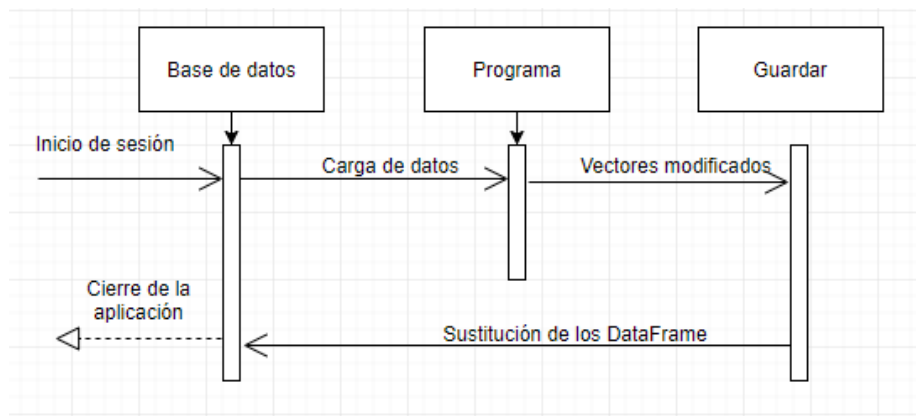 Base de datos
Programa
Guardar
Inicio de sesión
Carga de datos
Vectores modificados
Cierre de la
aplicación
Sustitución de los DataFrame